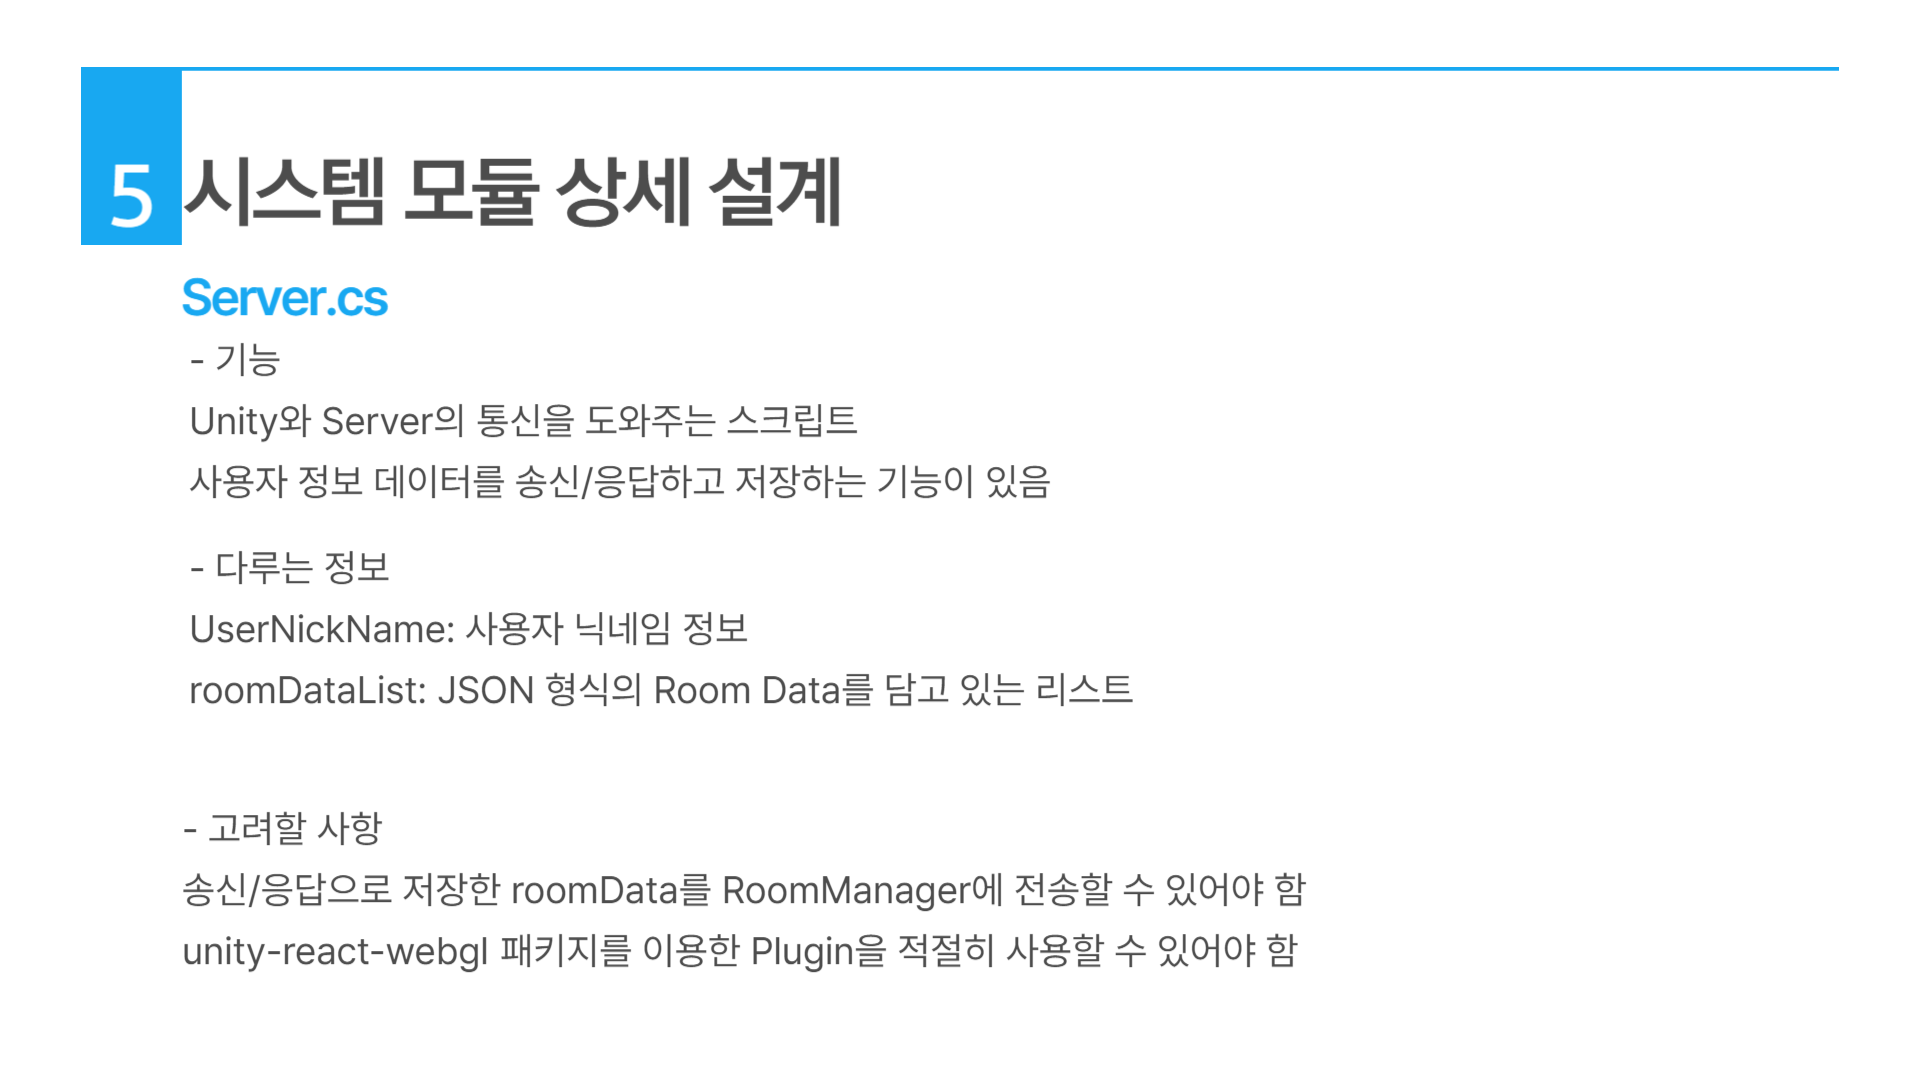 5 시스템 모듈 상세 설계
Server.cs
- 기능
Unity와 Server의 통신을 도와주는 스크립트
사용자 정보 데이터를 송신/응답하고 저장하는 기능이 있음
- 다루는 정보
UserNickName: 사용자 닉네임 정보
roomDataList: JSON 형식의 Room Data를 담고 있는 리스트
- 고려할 사항
송신/응답으로 저장한 roomData를 RoomManager에 전송할 수 있어야 함
unity-react-webgl 패키지를 이용한 Plugin을 적절히 사용할 수 있어야 함